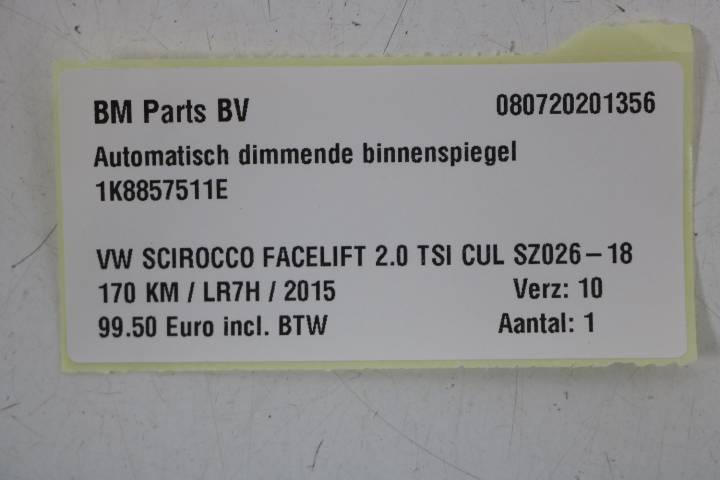 BM Parts BV 080720201356
Automatisch dimmende binnenspiegel
1K8857511E
VW SCIROCCO FACELIFT 2.0 TSI CUL SZ026-18
170 KM / LR7H / 2015 Verz: 10
99.50 Euro incl. BTW Aantal: 1